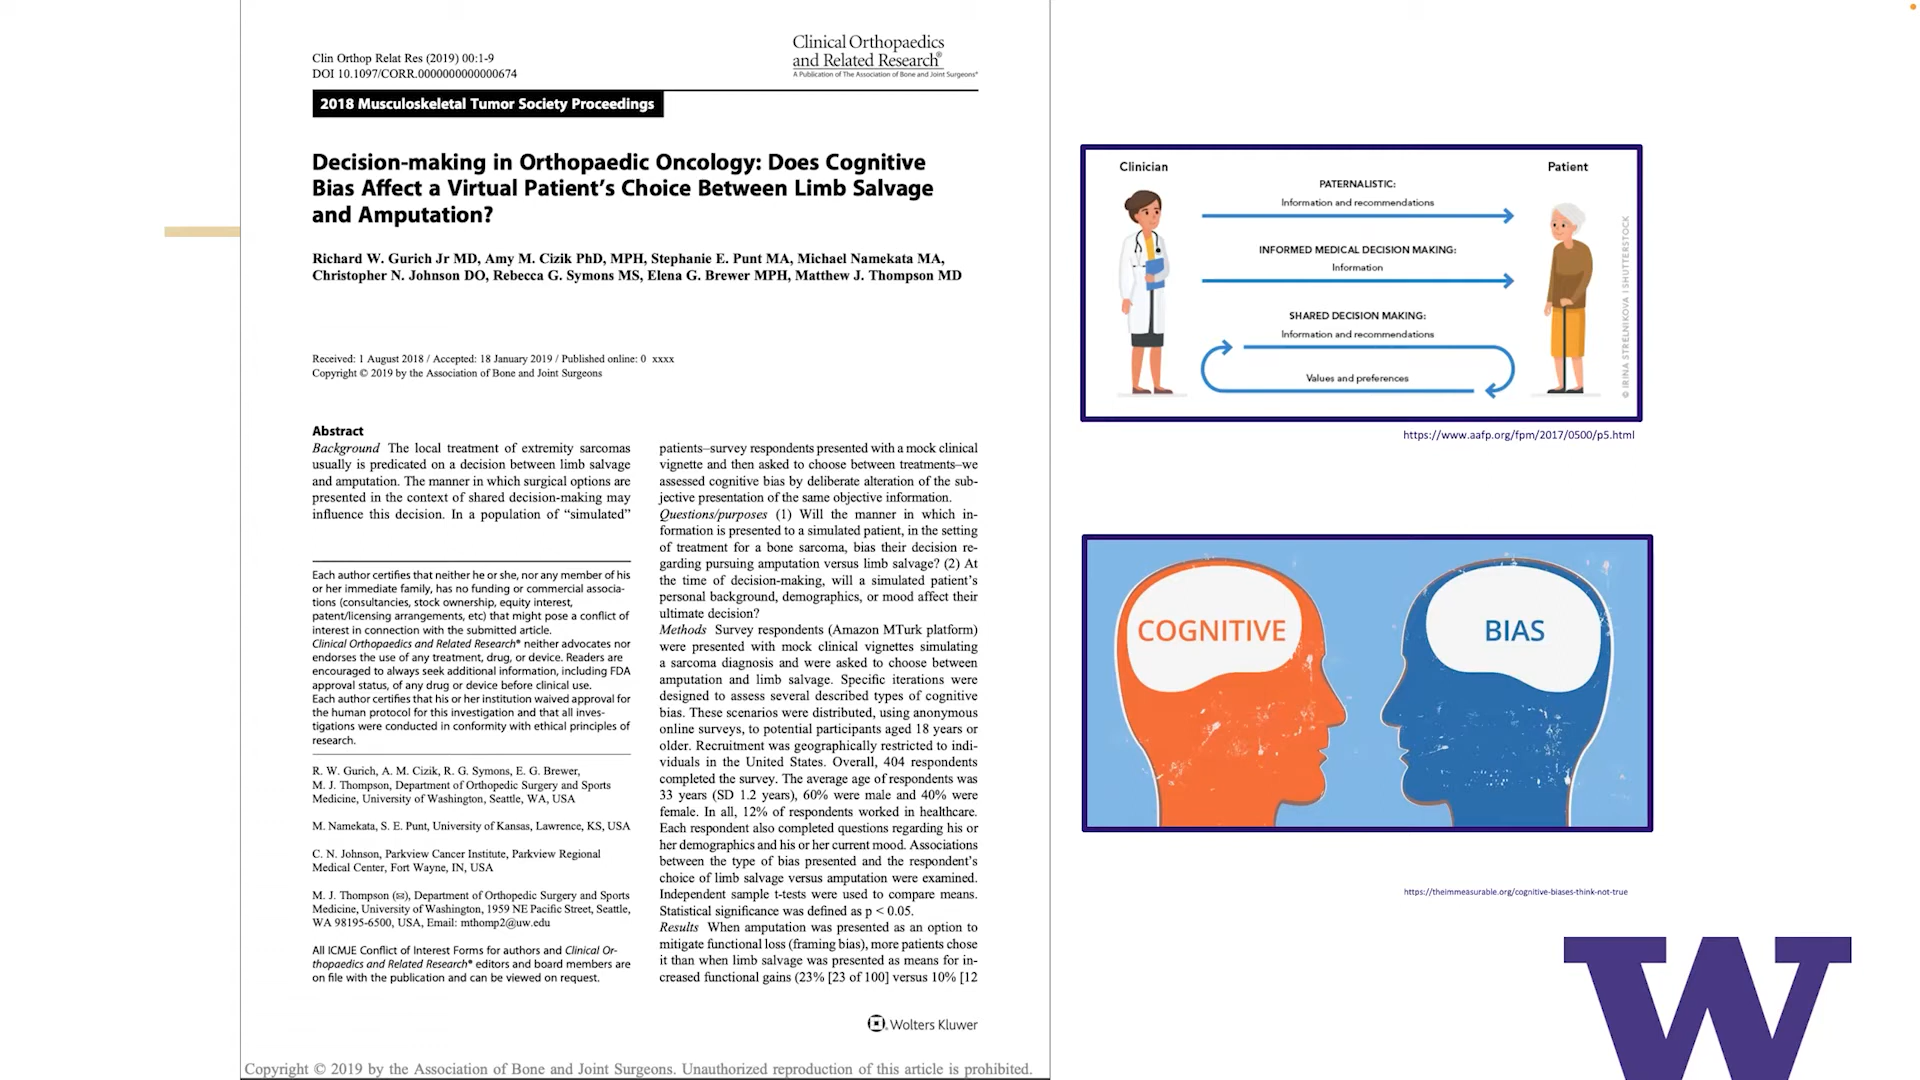 Clin Orthop Relat Res (2019) 00:1-9
DOI 10.1097/CORR.0000000000000674
Clinical Orthopaedics
and Related Research®
A Publication of The Association of Bone and Joint Surgeons®
2018 Musculoskeletal Tumor Society Proceedings
Decision-making in Orthopaedic Oncology: Does Cognitive
Bias Affect a Virtual Patient’s Choice Between Limb Salvage
and Amputation?
Richard W. Gurich Jr MD, Amy M. Cizik PhD, MPH, Stephanie E. Punt MA, Michael Namekata MA,
Christopher N. Johnson DO, Rebecca G. Symons MS, Elena G. Brewer MPH, Matthew J. Thompson MD
Received: 1 August 2018 / Accepted: 18 January 2019 / Published online: 0 xxxx
Copyright © 2019 by the Association of Bone and Joint Surgeons
Abstract
Background The local treatment of extremity sarcomas
usually is predicated on a decision between limb salvage
and amputation. The manner in which surgical options are
presented in the context of shared decision-making may
influence this decision. In a population of “simulated”
Each author certifies that neither he or she, nor any member of his
or her immediate family, has no funding or commercial associa-
tions (consultancies, stock ownership, equity interest,
patent/licensing arrangements, etc) that might pose a conflict of
interest in connection with the submitted article.
Clinical Orthopaedics and Related Research® neither advocates nor
endorses the use of any treatment, drug, or device. Readers are
encouraged to always seek additional information, including FDA
approval status, of any drug or device before clinical use.
Each author certifies that his or her institution waived approval for
the human protocol for this investigation and that all inves-
tigations were conducted in conformity with ethical principles of
research.
R. W. Gurich, A. M. Cizik, R. G. Symons, E. G. Brewer,
M. J. Thompson, Department of Orthopedic Surgery and Sports
Medicine, University of Washington, Seattle, WA, USA
M. Namekata, S. E. Punt, University of Kansas, Lawrence, KS, USA
C. N. Johnson, Parkview Cancer Institute, Parkview Regional
Medical Center, Fort Wayne, IN, USA
M. J. Thompson (✉), Department of Orthopedic Surgery and Sports
Medicine, University of Washington, 1959 NE Pacific Street, Seattle,
WA 98195-6500, USA, Email: mthomp2@uw.edu
All ICMJE Conflict of Interest Forms for authors and Clinical Or-
thopaedics and Related Research® editors and board members are
on file with the publication and can be viewed on request.
patients–survey respondents presented with a mock clinical
vignette and then asked to choose between treatments–we
assessed cognitive bias by deliberate alteration of the sub-
jective presentation of the same objective information.
Questions/purposes (1) Will the manner in which in-
formation is presented to a simulated patient, in the setting
of treatment for a bone sarcoma, bias their decision re-
garding pursuing amputation versus limb salvage? (2) At
the time of decision-making, will a simulated patient’s
personal background, demographics, or mood affect their
ultimate decision?
Methods Survey respondents (Amazon MTurk platform)
were presented with mock clinical vignettes simulating
a sarcoma diagnosis and were asked to choose between
amputation and limb salvage. Specific iterations were
designed to assess several described types of cognitive
bias. These scenarios were distributed, using anonymous
online surveys, to potential participants aged 18 years or
older. Recruitment was geographically restricted to indi-
viduals in the United States. Overall, 404 respondents
completed the survey. The average age of respondents was
33 years (SD 1.2 years), 60% were male and 40% were
female. In all, 12% of respondents worked in healthcare.
Each respondent also completed questions regarding his or
her demographics and his or her current mood. Associations
between the type of bias presented and the respondent’s
choice of limb salvage versus amputation were examined.
Independent sample t-tests were used to compare means.
Statistical significance was defined as p < 0.05.
Results When amputation was presented as an option to
mitigate functional loss (framing bias), more patients chose
it than when limb salvage was presented as means for in-
creased functional gains (23% [23 of 100] versus 10% [12
Wolters Kluwer
Copyright © 2019 by the Association of Bone and Joint Surgeons. Unauthorized reproduction of this article is prohibited.
Clinician
Patient
PATERNALISTIC:
Information and recommendations
INFORMED MEDICAL DECISION MAKING:
Information
SHARED DECISION MAKING:
Information and recommendations
Values and preferences
© IRINA STRELNIKOVA | SHUTTERSTOCK
https://www.aafp.org/fpm/2017/0500/p5.html
COGNITIVE
BIAS
https://theimmeasurable.org/cognitive-biases-think-not-true
W